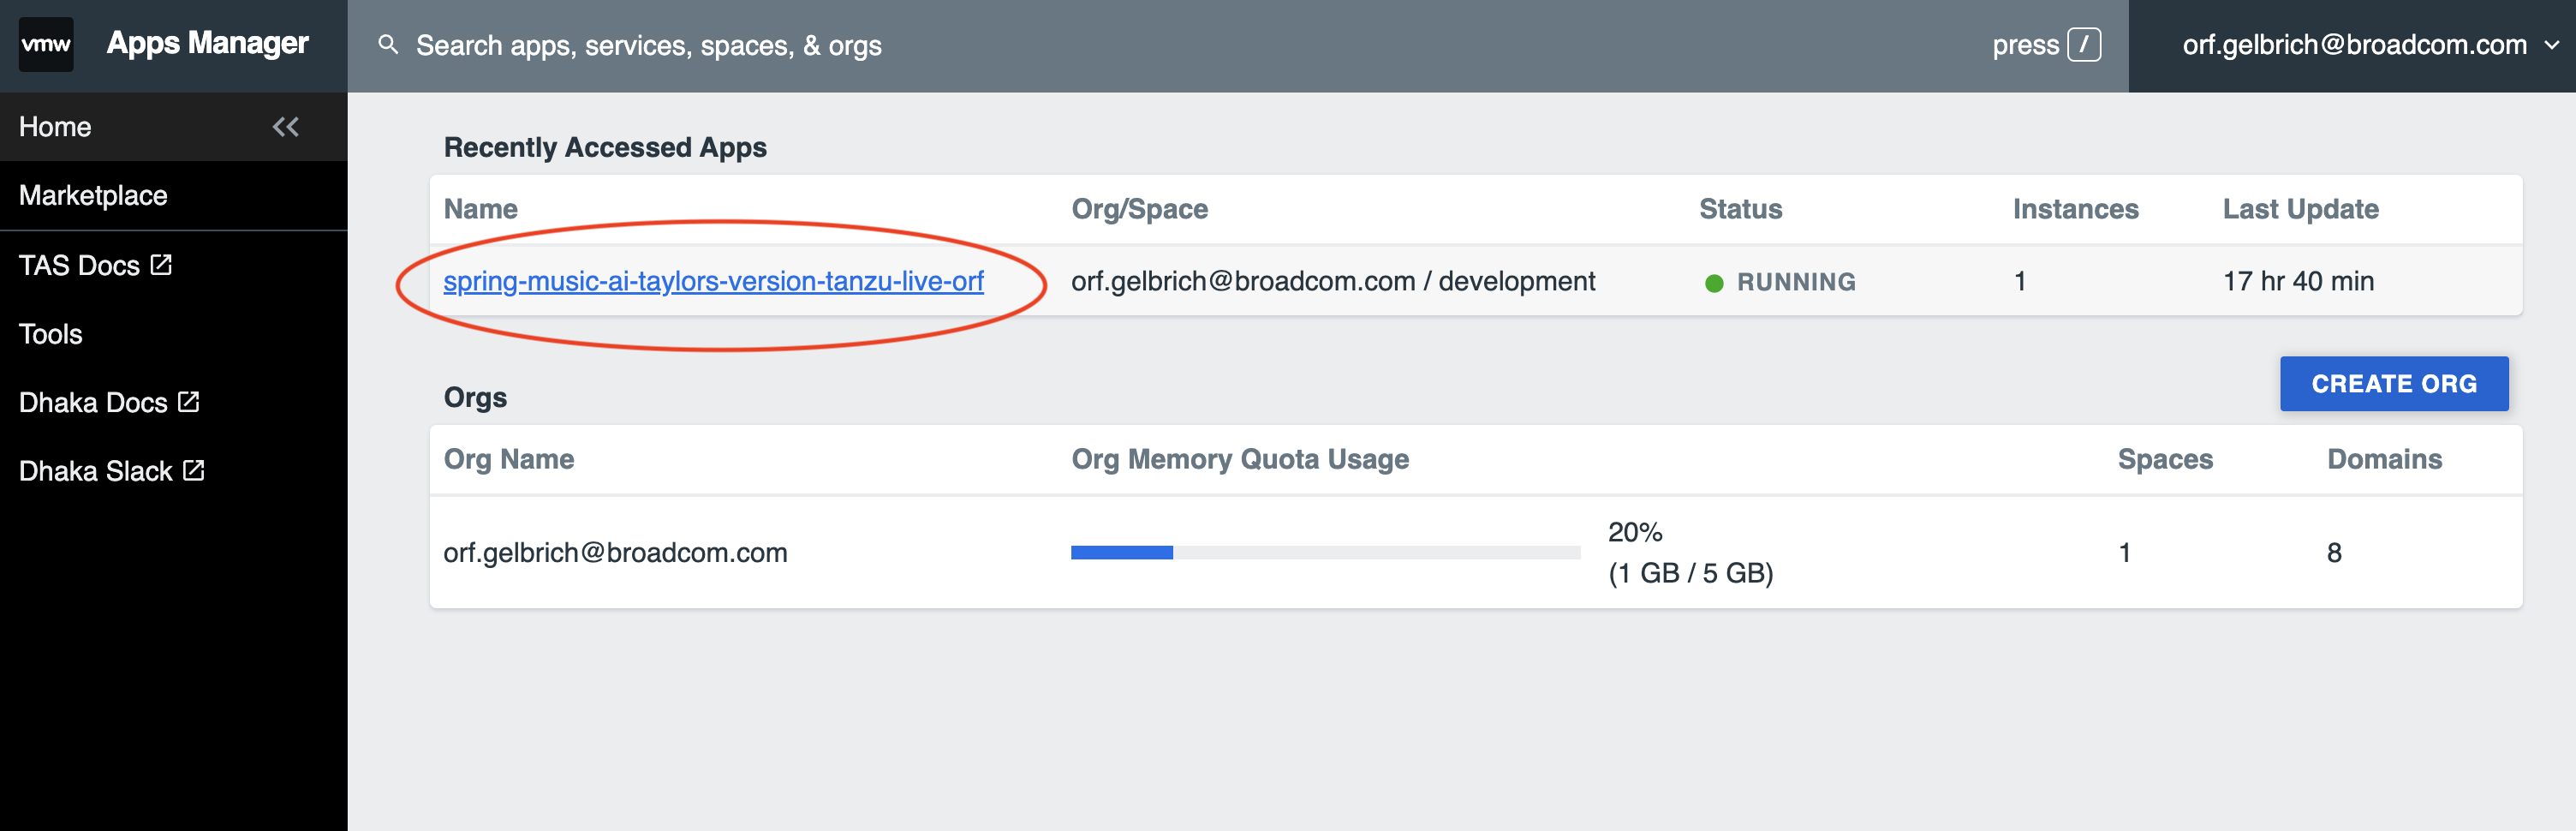 vmw Apps Manager
Search apps, services, spaces, & orgs
press /
orf.gelbrich@broadcom.com
Home
Marketplace
TAS Docs
Tools
Dhaka Docs
Dhaka Slack
Recently Accessed Apps
Name Org/Space Status Instances Last Update
spring-music-ai-taylors-version-tanzu-live-orf orf.gelbrich@broadcom.com / development RUNNING 1 17 hr 40 min
Orgs
CREATE ORG
Org Name Org Memory Quota Usage Spaces Domains
orf.gelbrich@broadcom.com 20% 1 8
(1 GB / 5 GB)